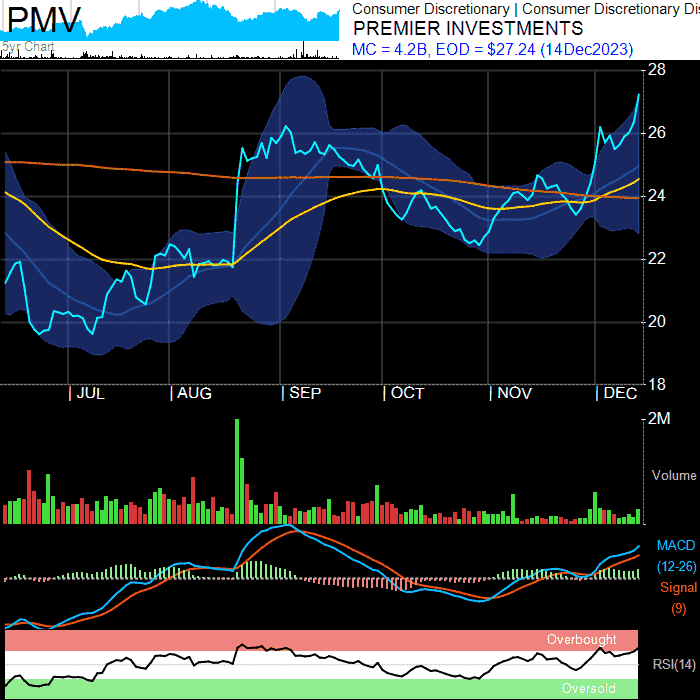 PMV
5yr Chart
Consumer Discretionary | Consumer Discretionary Dis
PREMIER INVESTMENTS
MC = 4.2B, EOD = $27.24 (14Dec2023)
28
26
24
22
20
18
JUL AUG SEP OCT NOV DEC
2M
Volume
MACD
(12-26)
Signal
(9)
Overbought
RSI(14)
Oversold